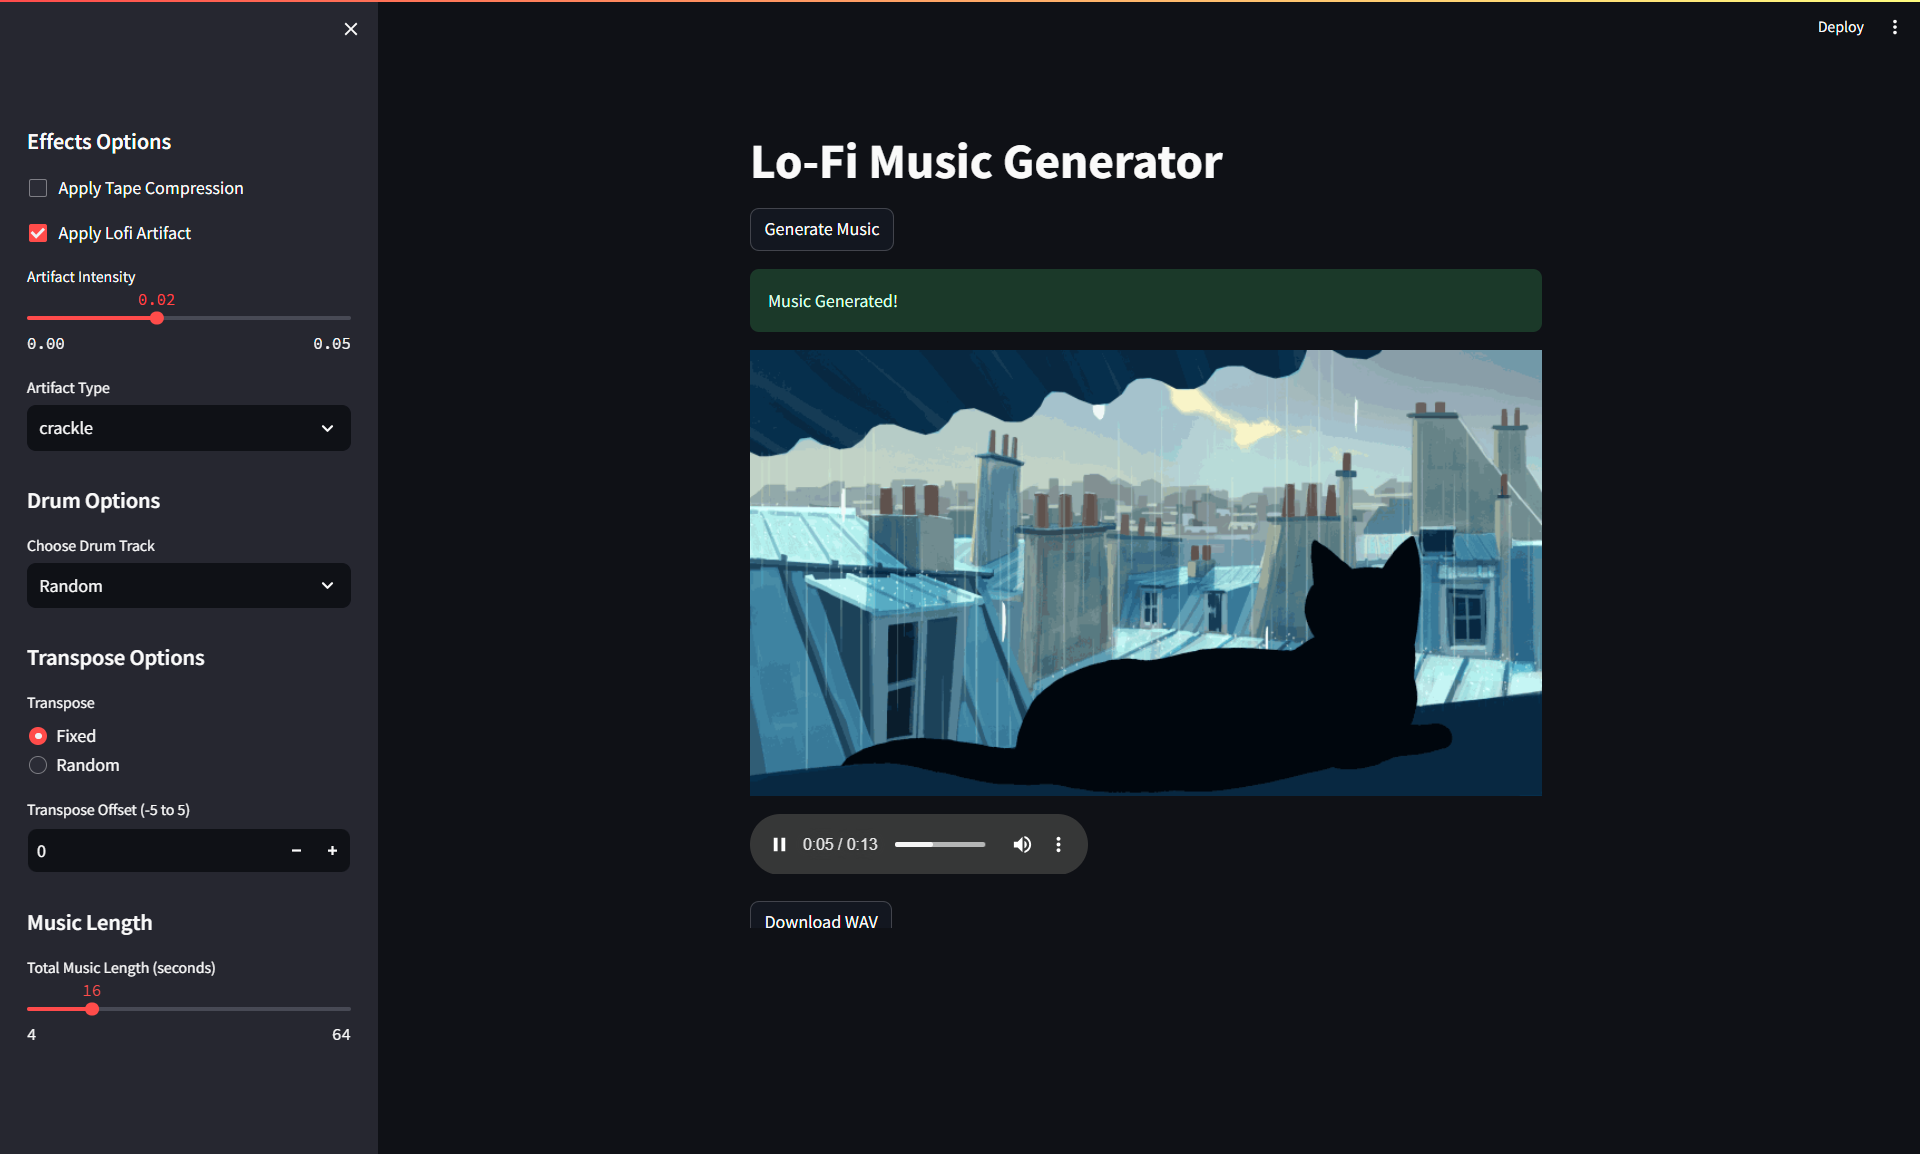 Deploy
Effects Options
Apply Tape Compression
Apply Lofi Artifact
Artifact Intensity
0.02
0.00 0.05
Artifact Type
crackle
Drum Options
Choose Drum Track
Random
Transpose Options
Transpose
Fixed
Random
Transpose Offset (-5 to 5)
0
Music Length
Total Music Length (seconds)
16
4 64
Lo-Fi Music Generator
Generate Music
Music Generated!
0:05 / 0:13
Download WAV